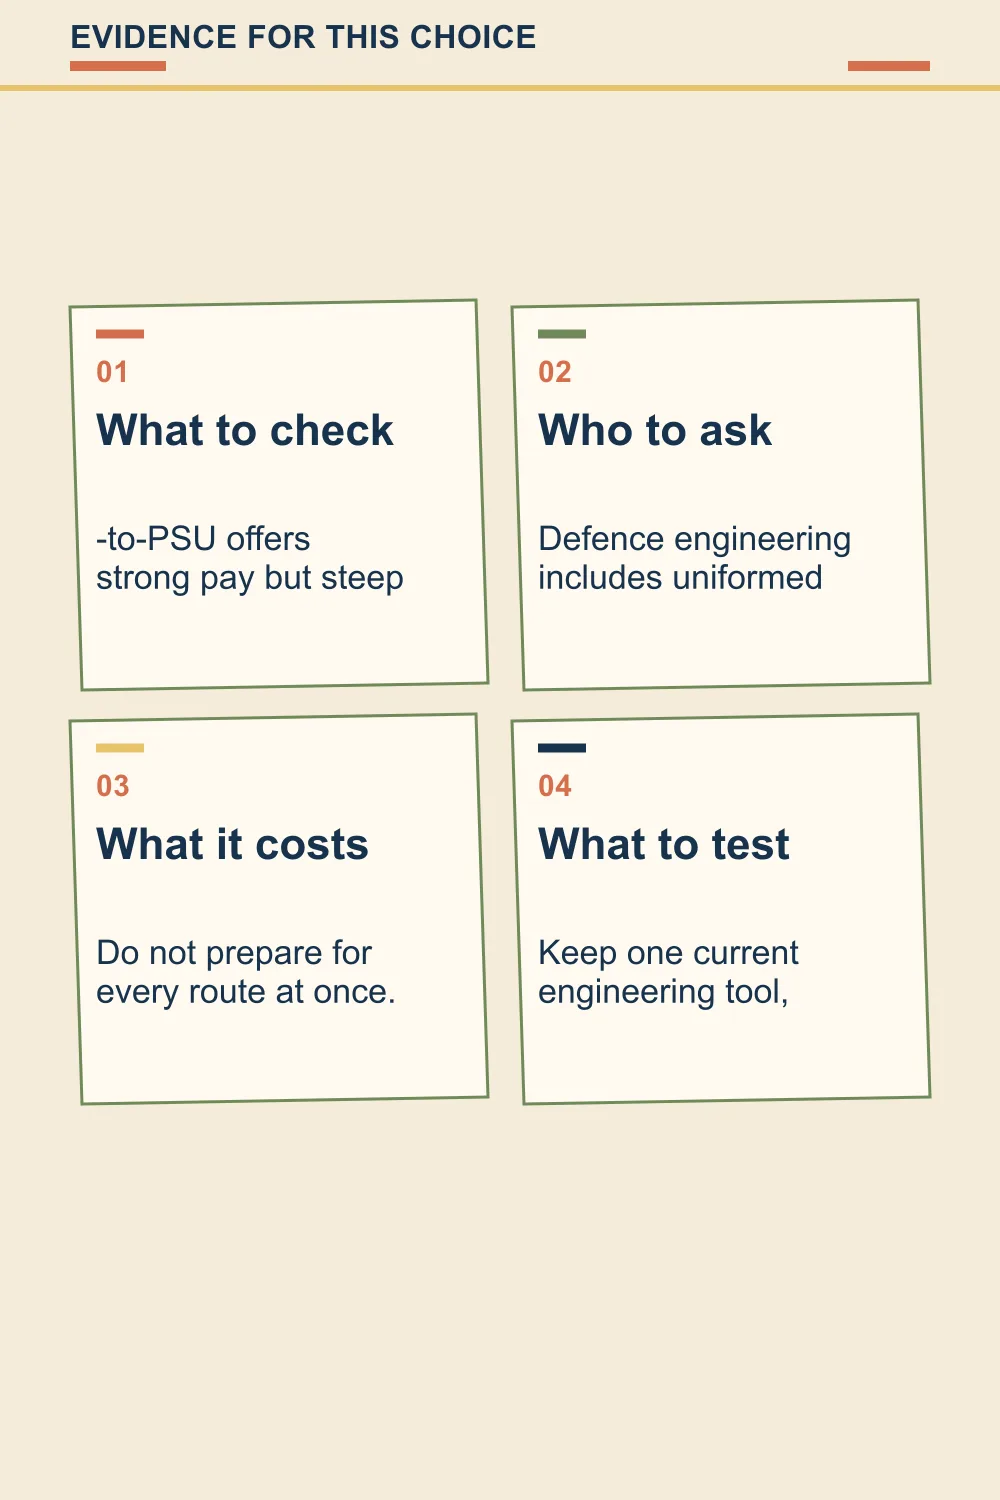 EVIDENCE FOR THIS CHOICE
01
What to check
-to-PSU offers
strong pay but steep
02
Who to ask
Defence engineering
includes uniformed
03
What it costs
Do not prepare for
every route at once.
04
What to test
Keep one current
engineering tool,